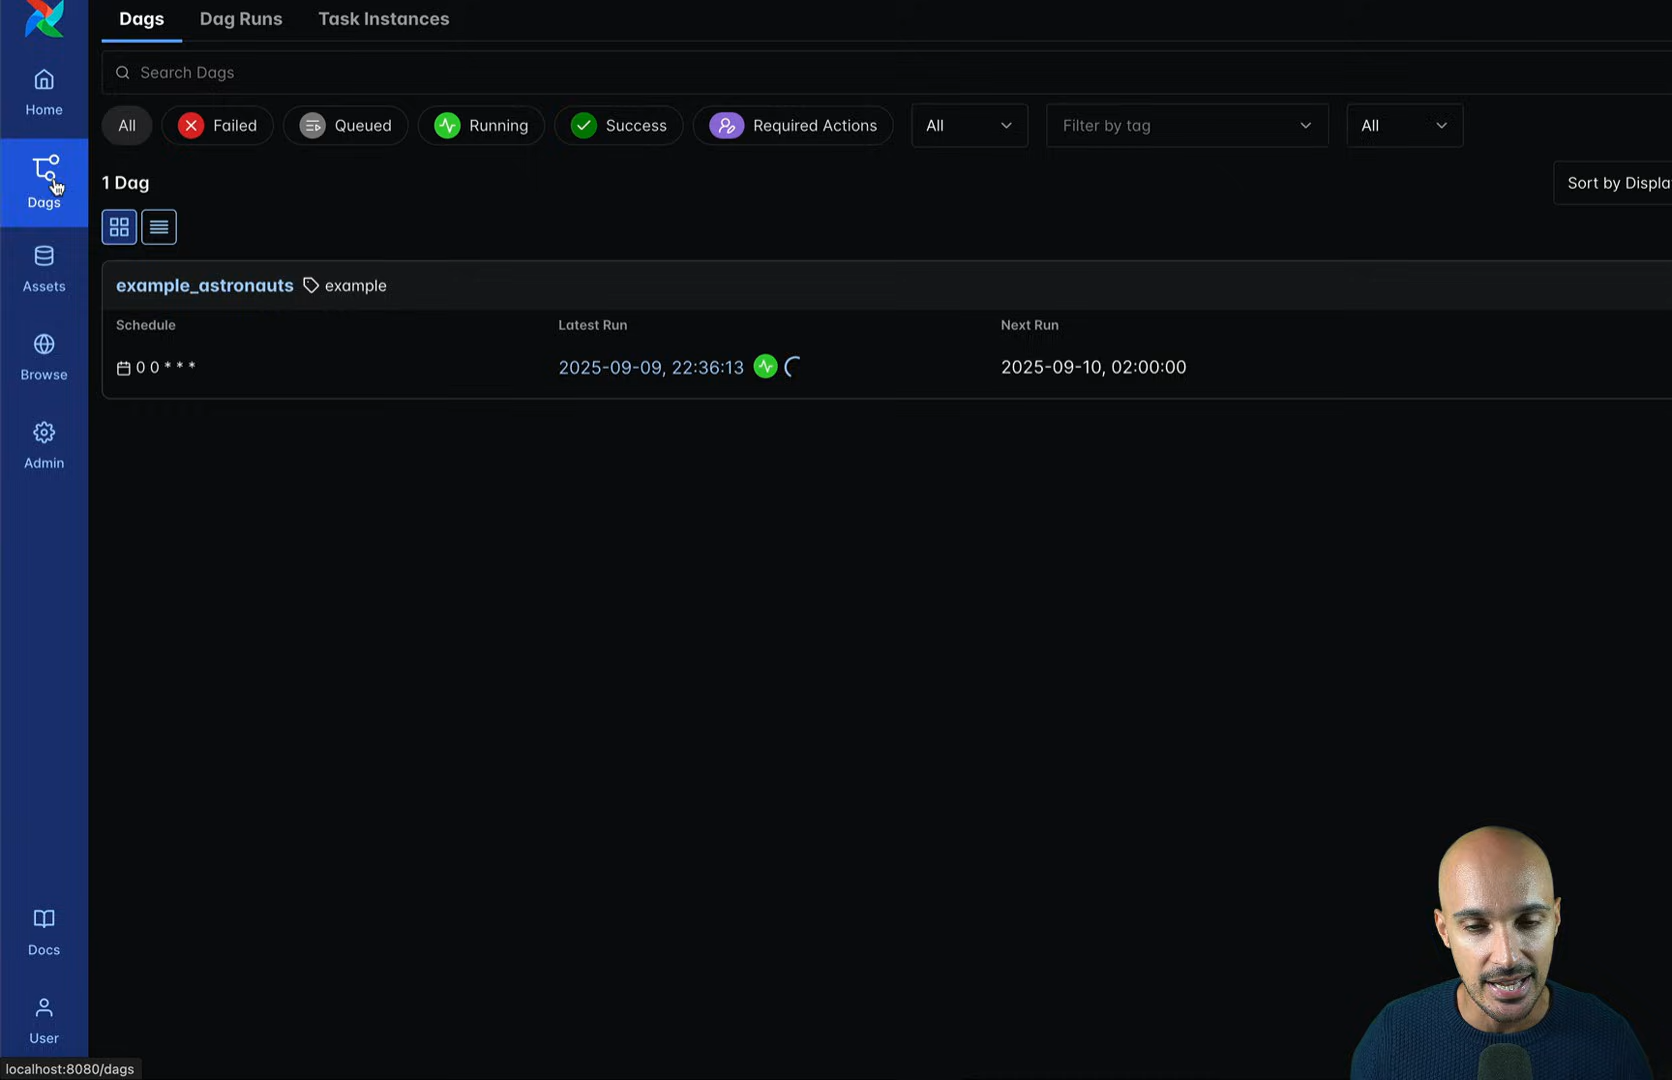 Dags Dag Runs Task Instances
Search Dags
Home
All Failed Queued Running Success Required Actions All Filter by tag All
Dags
1 Dag
Sort by Displa
Assets
example_astronauts example
Schedule Latest Run Next Run
0 0 * * * 2025-09-09, 22:36:13 2025-09-10, 02:00:00
Browse
Admin
Docs
User
localhost:8080/dags